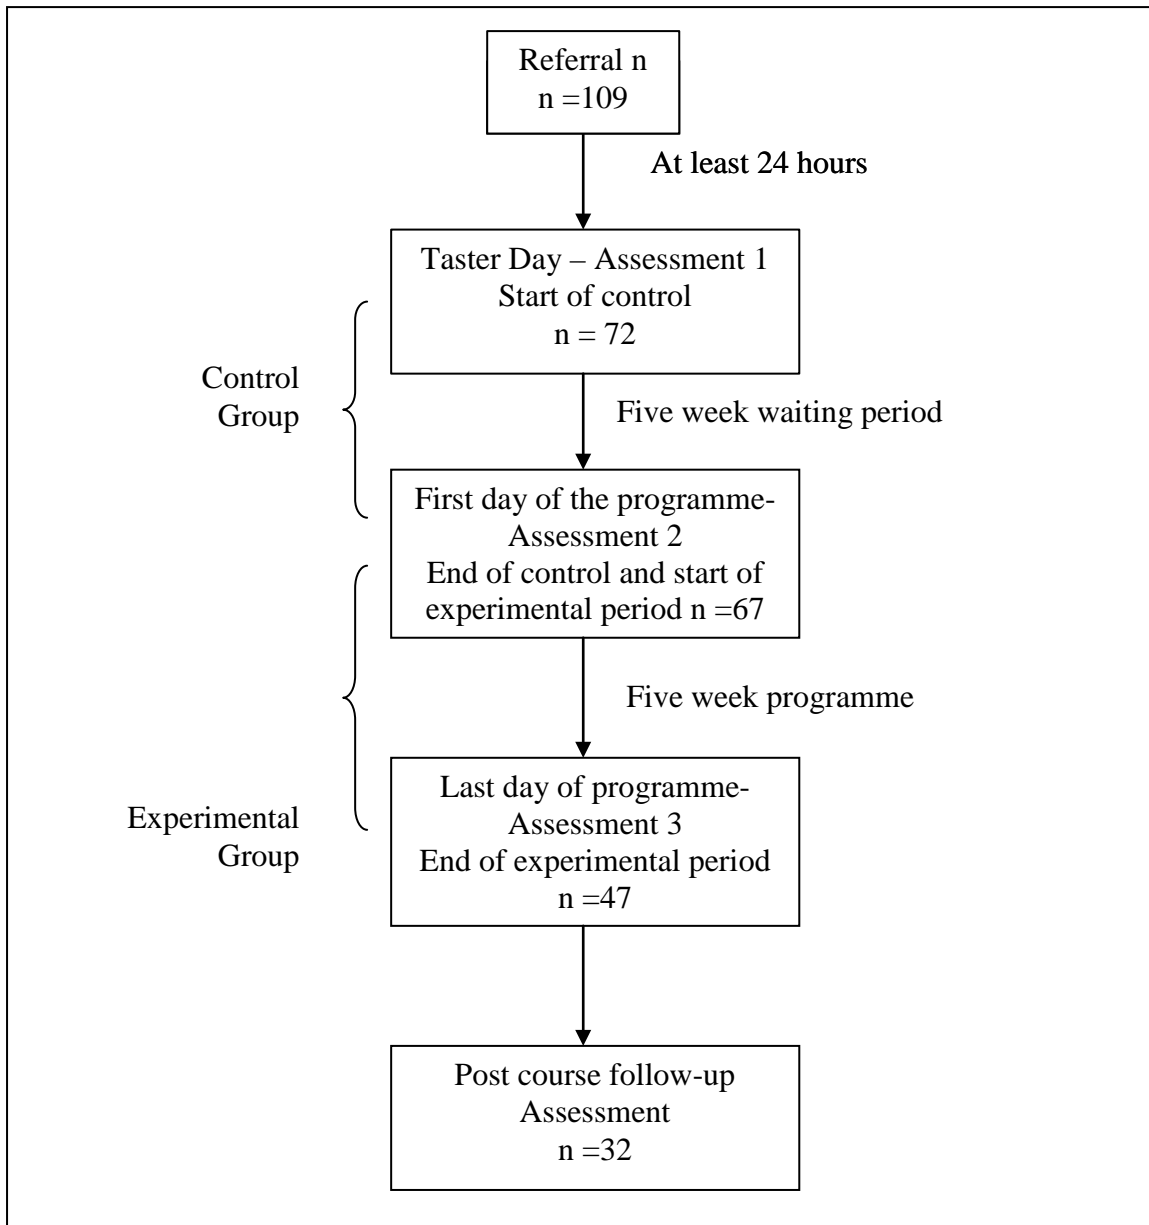 Referral n
n =109
At least 24 hours
Taster Day – Assessment 1
Start of control
n = 72
Control
Group
Five week waiting period
First day of the programme-
Assessment 2
End of control and start of
experimental period n =67
Five week programme
Last day of programme-
Assessment 3
End of experimental period
n =47
Experimental
Group
Post course follow-up
Assessment
n =32